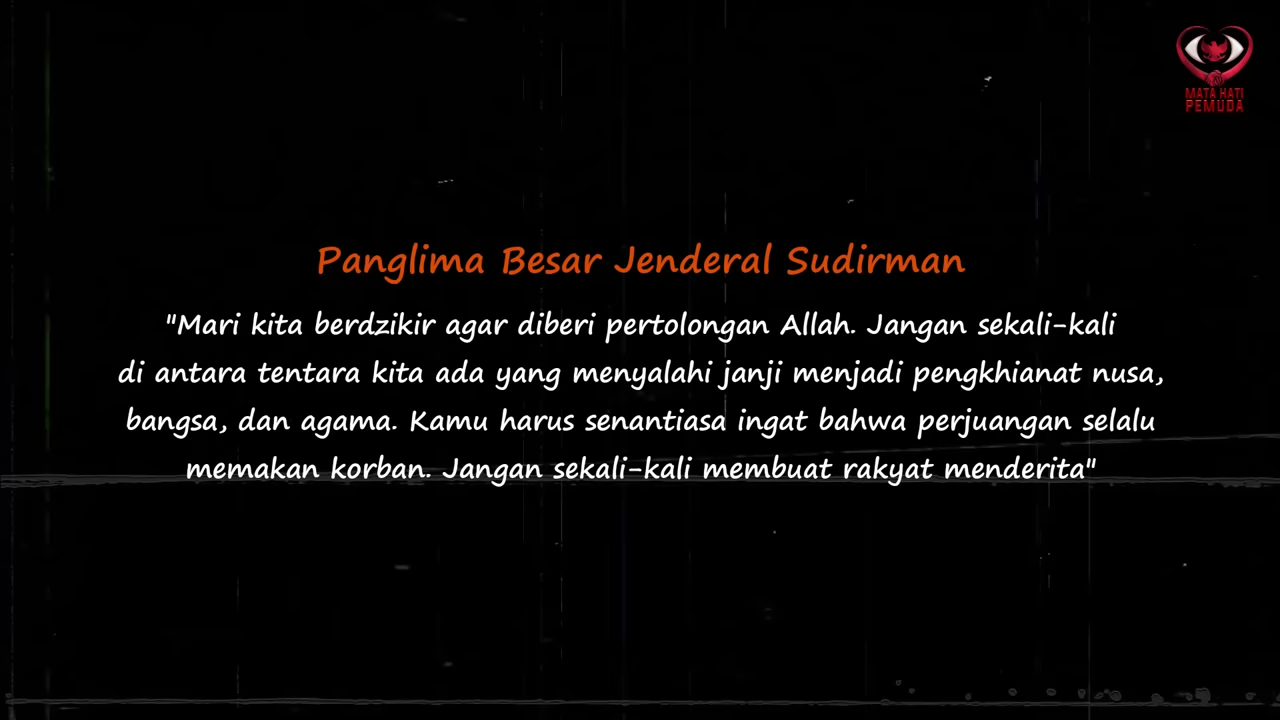 MATA HATI
PEMUDA
Panglima Besar Jenderal Sudirman
"Mari kita berdzikir agar diberi pertolongan Allah. Jangan sekali-kali
di antara tentara kita ada yang menyalahi janji menjadi pengkhianat nusa,
bangsa, dan agama. Kamu harus senantiasa ingat bahwa perjuangan selalu
memakan korban. Jangan sekali-kali membuat rakyat menderita"